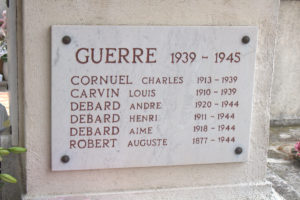 GUERRE 1939 - 1945
CORNUEL CHARLES 1913 - 1939
CARVIN LOUIS 1910 - 1939
DEBARD ANDRE 1920 - 1944
DEBARD HENRI 1911 - 1944
DEBARD AIME 1918 - 1944
ROBERT AUGUSTE 1877 - 1944